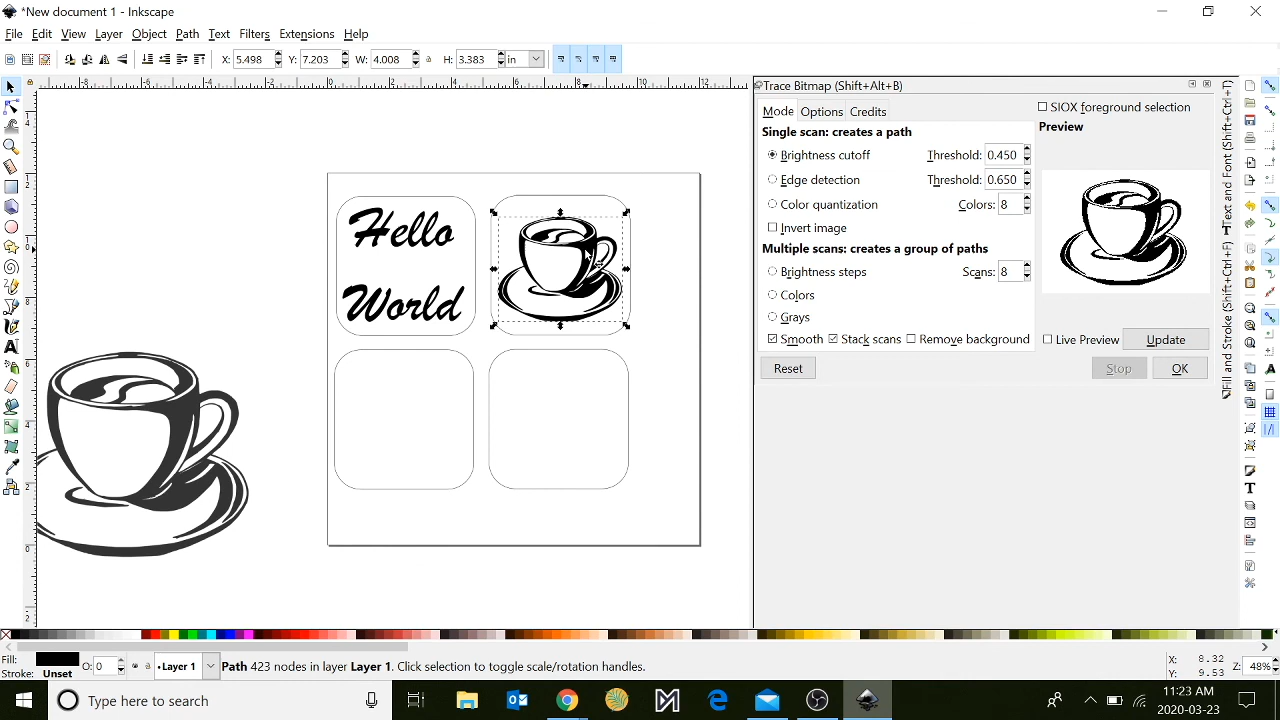 *New document 1 - Inkscape
File Edit View Layer Object Path Text Filters Extensions Help
X: 5.498 Y: 7.203 W: 4.008 H: 3.383 in
Trace Bitmap (Shift+Alt+B)
Mode Options Credits
SIOX foreground selection
Single scan: creates a path
Preview
Brightness cutoff Threshold: 0.450
Edge detection Threshold: 0.650
Color quantization Colors: 8
Invert image
Multiple scans: creates a group of paths
Brightness steps Scans: 8
Colors
Grays
Smooth Stack scans Remove background
Live Preview Update
Reset Stop OK
Text and Font (Shift+Ctrl+T)
Fill and Stroke (Shift+Ctrl+F)
Hello
World
Fill:
Stroke: Unset
O: 0
Layer 1
Path 423 nodes in layer Layer 1. Click selection to toggle scale/rotation handles.
X: 8.32
Y: 9.53
Z: 48%
Type here to search
11:23 AM
2020-03-23